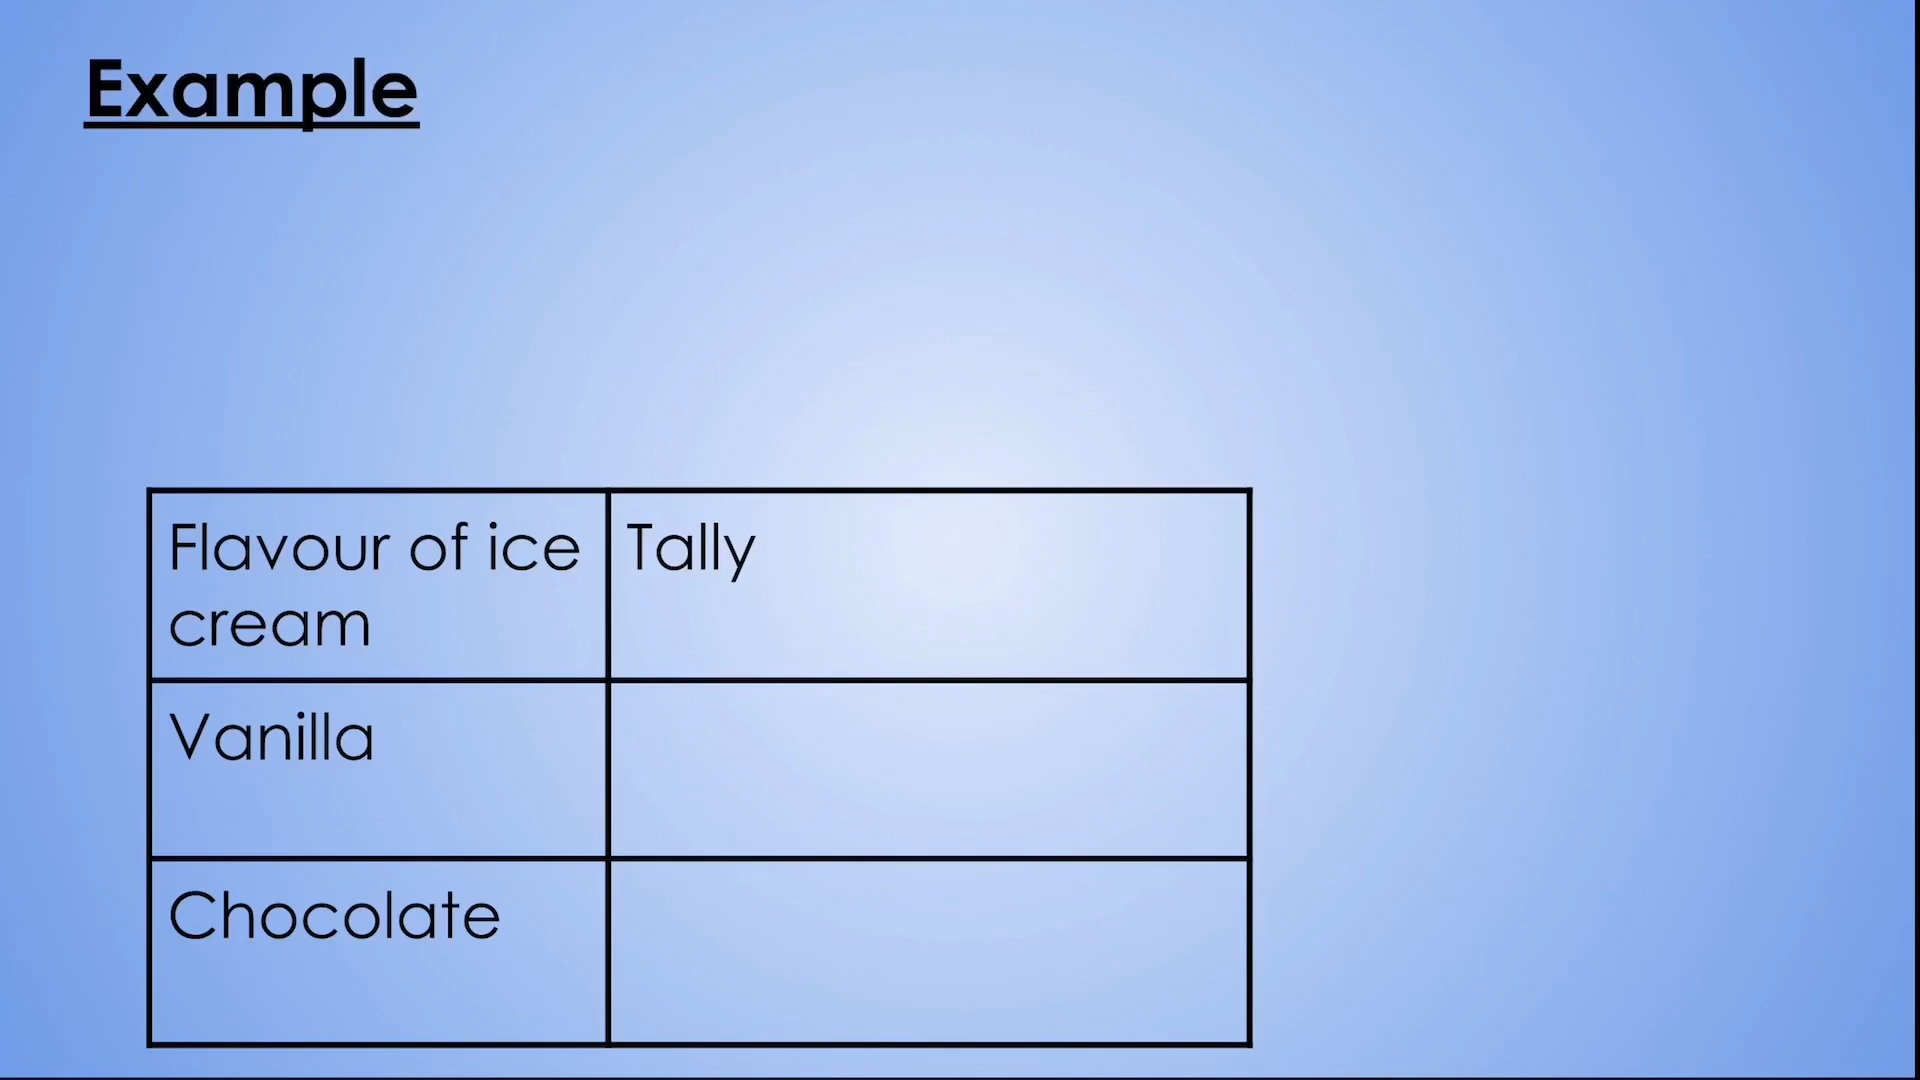 Example
Flavour of ice
cream
Tally
Vanilla
Chocolate